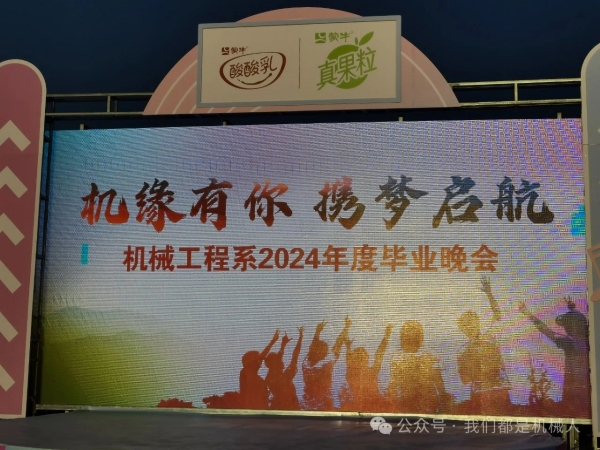 蒙牛
酸酸乳
蒙牛
真果粒
机缘有你 携梦启航
机械工程系2024年度毕业晚会
公众号·我们都是机械人